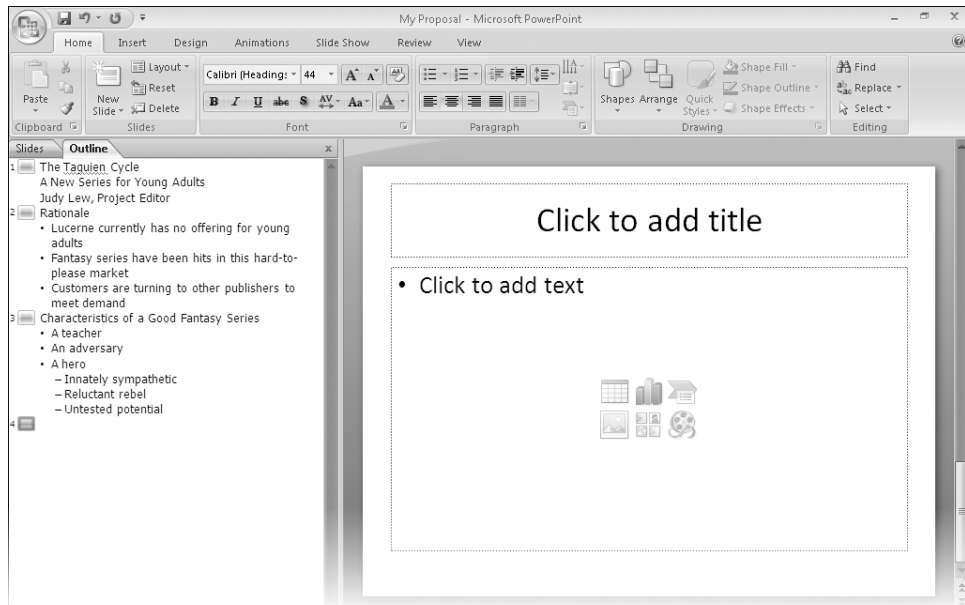 My Proposal - Microsoft PowerPoint
Home Insert Design Animations Slide Show Review View
Paste
Clipboard
New Slide
Layout
Reset
Delete
Slides
Calibri (Headings) 44 A A
B I U abe S AV Aa A
Font
Paragraph
Shapes Arrange Quick Styles
Shape Fill
Shape Outline
Shape Effects
Drawing
Find
Replace
Select
Editing
Slides Outline x
1 The Taguien Cycle
A New Series for Young Adults
Judy Lew, Project Editor
2 Rationale
• Lucerne currently has no offering for young
adults
• Fantasy series have been hits in this hard-to-
please market
• Customers are turning to other publishers to
meet demand
3 Characteristics of a Good Fantasy Series
• A teacher
• An adversary
• A hero
– Innately sympathetic
– Reluctant rebel
– Untested potential
4
Click to add title
• Click to add text